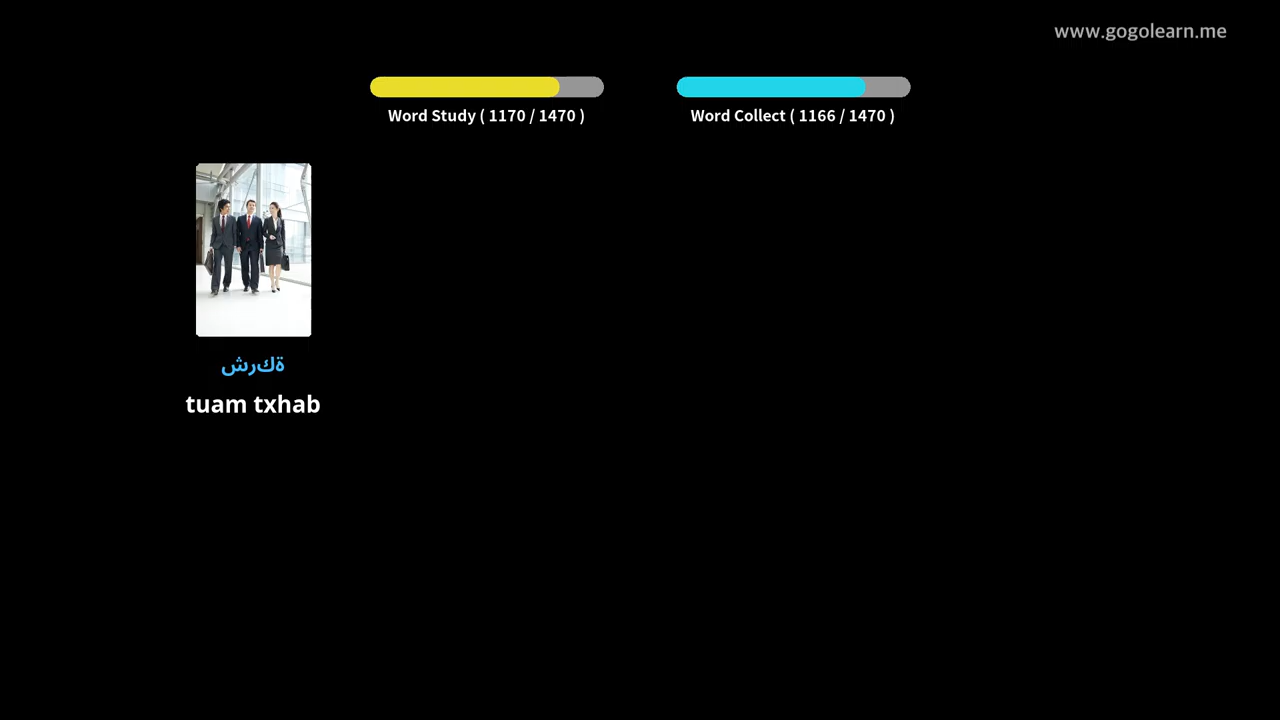 www.gogolearn.me
Word Study ( 1170 / 1470 )
Word Collect ( 1166 / 1470 )
ةكرش
tuam txhab